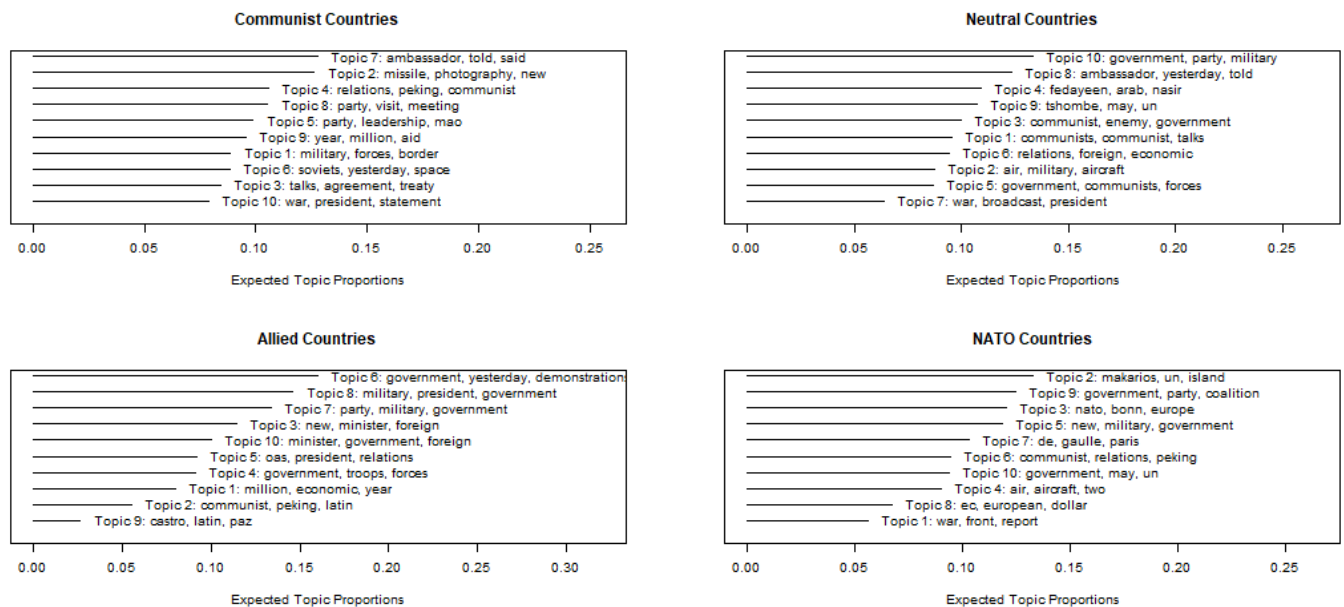 Communist Countries
Topic 7: ambassador, told, said
Topic 2: missile, photography, new
Topic 4: relations, peking, communist
Topic 8: party, visit, meeting
Topic 5: party, leadership, mao
Topic 9: year, million, aid
Topic 1: military, forces, border
Topic 6: soviets, yesterday, space
Topic 3: talks, agreement, treaty
Topic 10: war, president, statement
0.00 0.05 0.10 0.15 0.20 0.25
Expected Topic Proportions
Neutral Countries
Topic 10: government, party, military
Topic 8: ambassador, yesterday, told
Topic 4: fedayeen, arab, nasir
Topic 9: tshombe, may, un
Topic 3: communist, enemy, government
Topic 1: communists, communist, talks
Topic 6: relations, foreign, economic
Topic 2: air, military, aircraft
Topic 5: government, communists, forces
Topic 7: war, broadcast, president
0.00 0.05 0.10 0.15 0.20 0.25
Expected Topic Proportions
Allied Countries
Topic 6: government, yesterday, demonstrations
Topic 8: military, president, government
Topic 7: party, military, government
Topic 3: new, minister, foreign
Topic 10: minister, government, foreign
Topic 5: oas, president, relations
Topic 4: government, troops, forces
Topic 1: million, economic, year
Topic 2: communist, peking, latin
Topic 9: castro, latin, paz
0.00 0.05 0.10 0.15 0.20 0.25 0.30
Expected Topic Proportions
NATO Countries
Topic 2: makarios, un, island
Topic 9: government, party, coalition
Topic 3: nato, bonn, europe
Topic 5: new, military, government
Topic 7: de, gaulle, paris
Topic 6: communist, relations, peking
Topic 10: government, may, un
Topic 4: air, aircraft, two
Topic 8: ec, european, dollar
Topic 1: war, front, report
0.00 0.05 0.10 0.15 0.20 0.25
Expected Topic Proportions